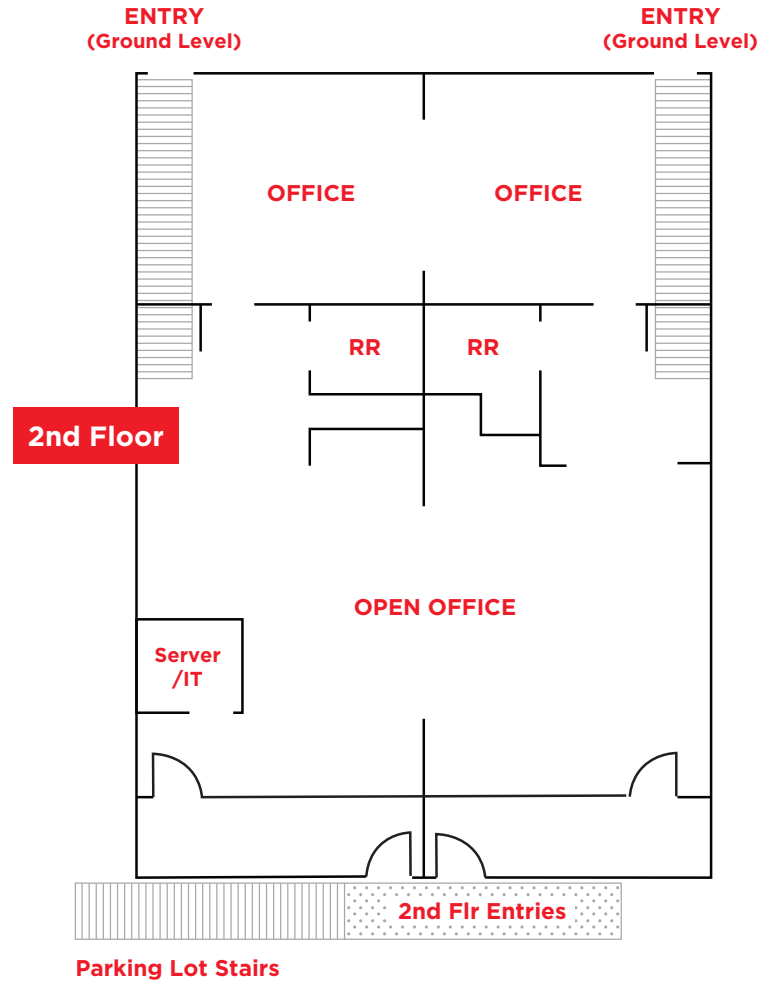 ENTRY
(Ground Level)
ENTRY
(Ground Level)
OFFICE
OFFICE
RR
RR
2nd Floor
OPEN OFFICE
Server
/IT
2nd Flr Entries
Parking Lot Stairs